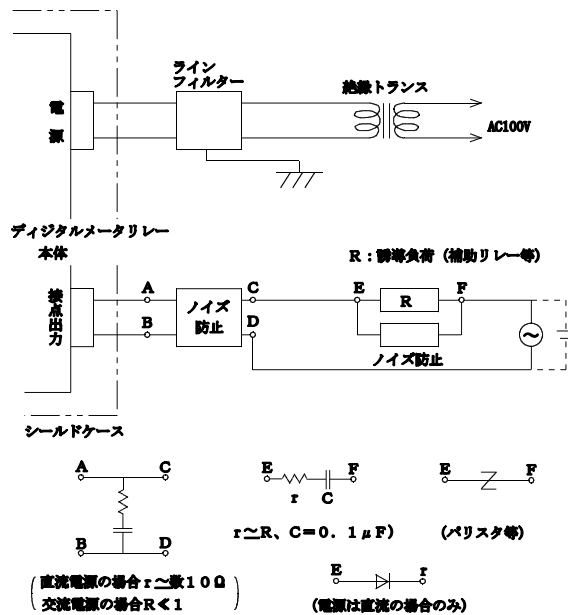 ライン
フィルター
絶縁トランス
電
源
AC100V
ディジタルメータリレー
本体
R：誘導負荷（補助リレー等）
接点出力
A
C
E
F
R
ノイズ
防止
B
D
ノイズ防止
シールドケース
A
C
E
F
r
C
E
F
r〜R、C＝0．1μF）
（バリスタ等）
B
D
E
r
直流電源の場合r〜数10Ω
交流電源の場合R≪1
（電源は直流の場合のみ）